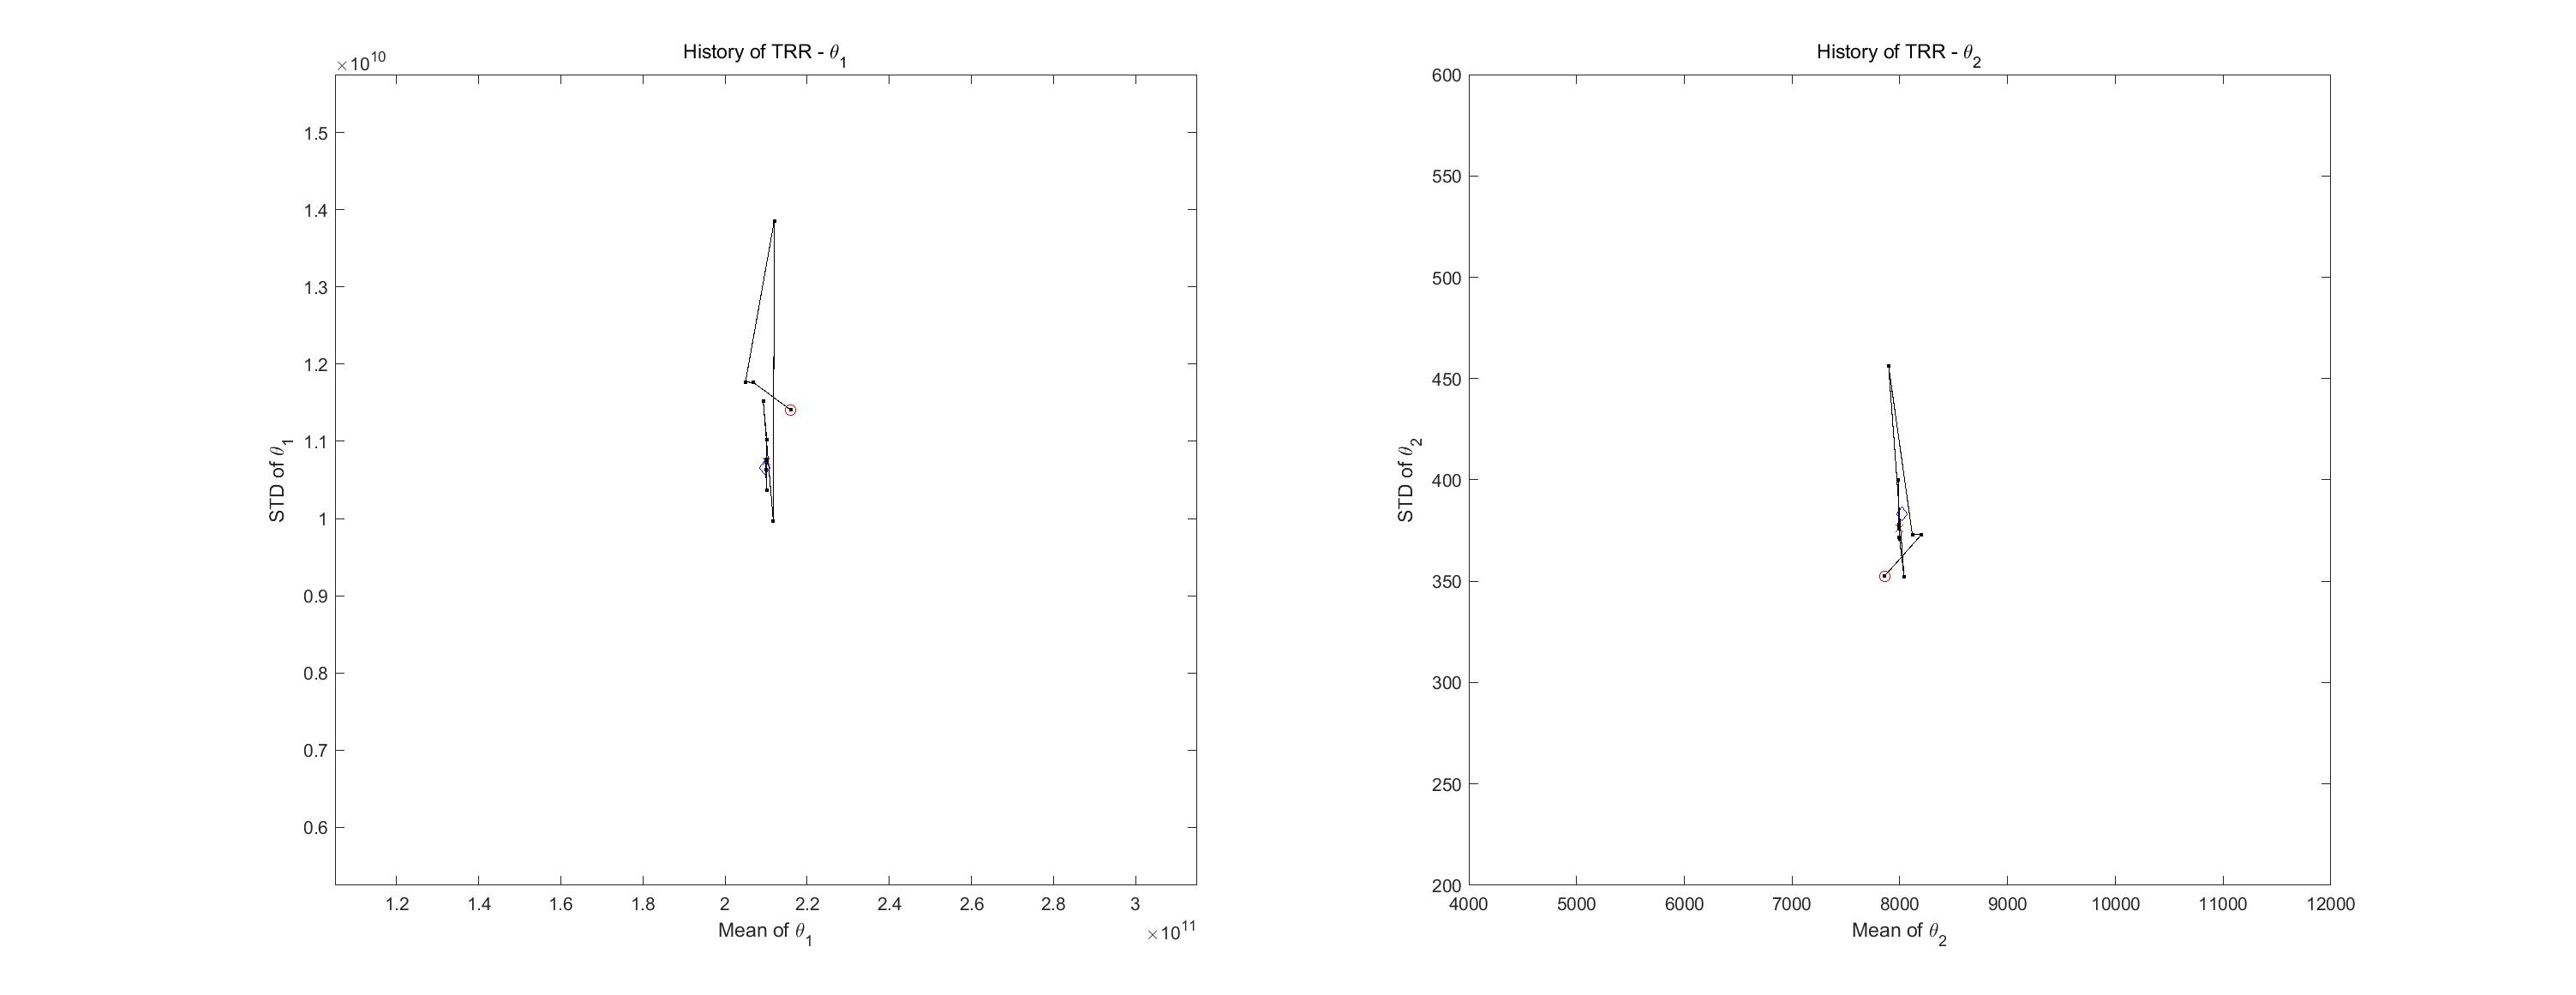 History of TRR - θ1
×10^10
1.5
1.4
1.3
1.2
1.1
1
0.9
0.8
0.7
0.6
STD of θ1
1.2 1.4 1.6 1.8 2 2.2 2.4 2.6 2.8 3
Mean of θ1
×10^11
History of TRR - θ2
600
550
500
450
400
350
300
250
200
STD of θ2
4000 5000 6000 7000 8000 9000 10000 11000 12000
Mean of θ2